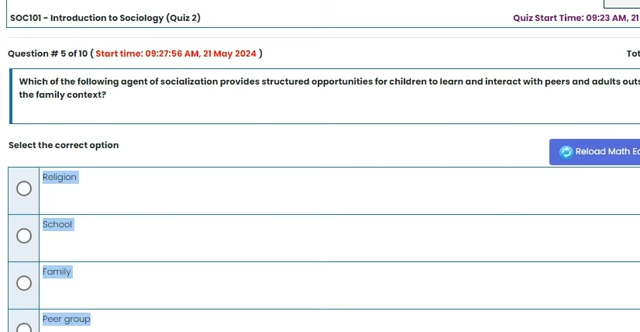 SOC101 - Introduction to Sociology (Quiz 2)
Quiz Start Time: 09:23 AM, 21
Question # 5 of 10 ( Start time: 09:27:56 AM, 21 May 2024 )
Tot
Which of the following agent of socialization provides structured opportunities for children to learn and interact with peers and adults outs
the family context?
Select the correct option
Reload Math Ec
Religion
School
Family
Peer group